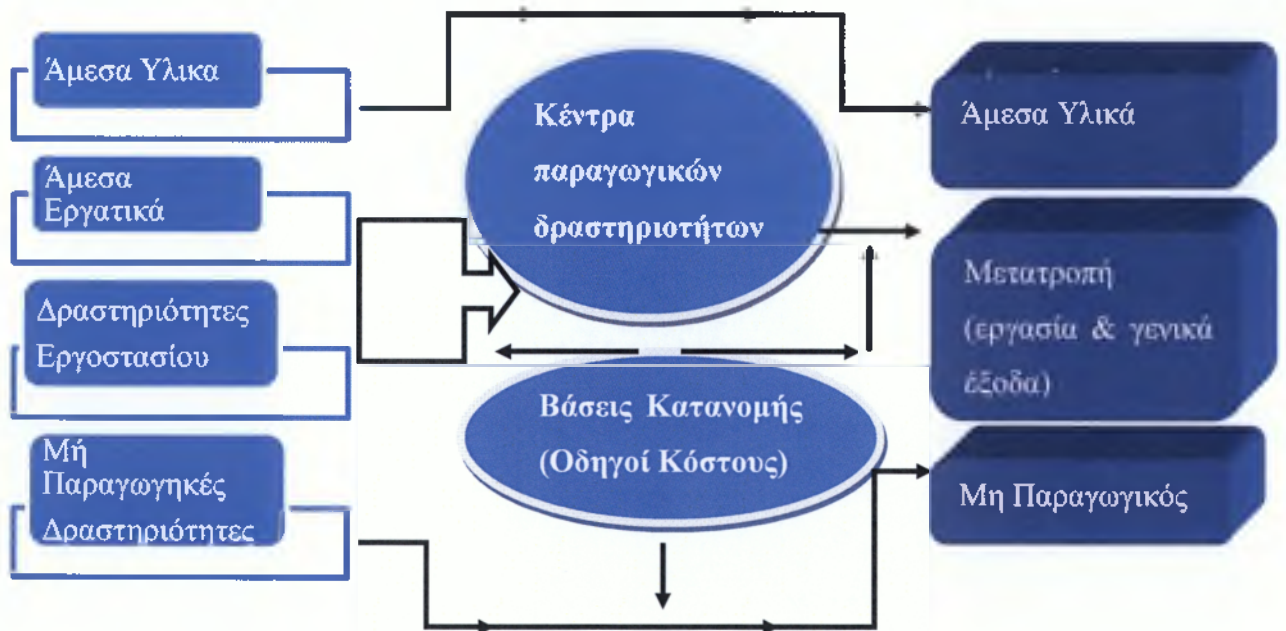 Άμεσα Υλικα
Άμεσα
Εργατικά
Δραστηριότητες
Εργοστασίου
Μή
Παραγωγηκές
Δραστηριότητες
Κέντρα
παραγωγικών
δραστηριοτήτων
Βάσεις Κατανομής
(Οδηγοί Κόστους)
Άμεσα Υλικά
Μετατροπή
(εργασία & γενικά
έξοδα)
Μη Παραγωγικός